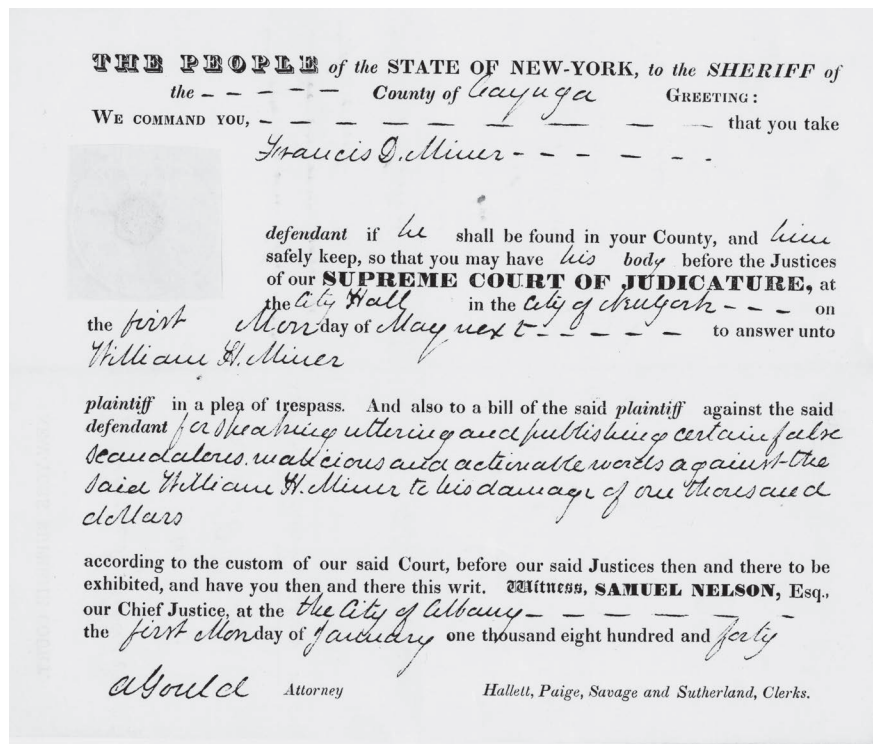 THE PEOPLE of the STATE OF NEW-YORK, to the SHERIFF of
the - - - - - County of Cayuga GREETING:
WE COMMAND YOU, - - - - - - - - - that you take
Francis D. Miner - - - - - -
defendant if he shall be found in your County, and him
safely keep, so that you may have his body before the Justices
of our SUPREME COURT OF JUDICATURE, at
the City Hall in the City of New York - - - on
the first Monday of May next - - - - - - to answer unto
William H. Miner
plaintiff in a plea of trespass. And also to a bill of the said plaintiff against the said
defendant for speaking uttering and publishing certain false
scandalous, malicious and actionable words against the
said William H. Miner to his damage of one thousand
dollars
according to the custom of our said Court, before our said Justices then and there to be
exhibited, and have you then and there this writ. Witness, SAMUEL NELSON, Esq.,
our Chief Justice, at the the City of Albany - - - - - -
the first Monday of January one thousand eight hundred and forty
A Gould Attorney Hallett, Paige, Savage and Sutherland, Clerks.